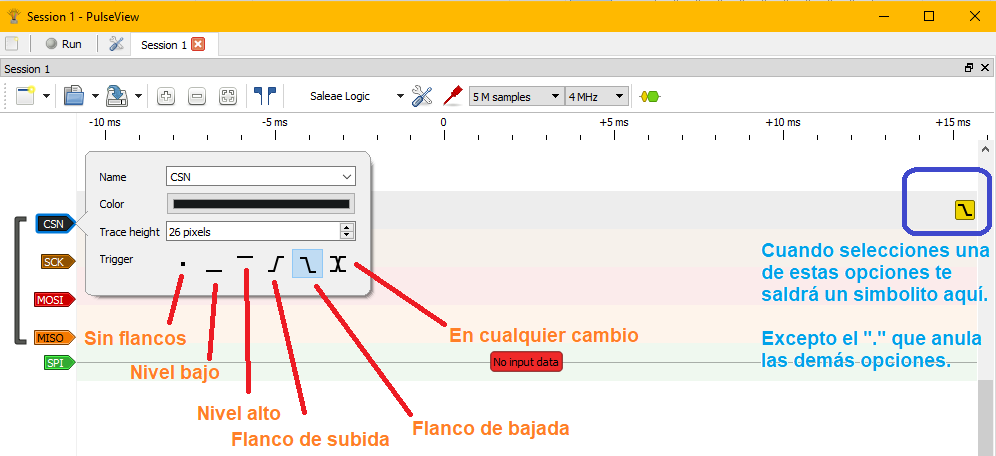 Session 1 - PulseView
Run
Session 1
Session 1
Saleae Logic
5 M samples
4 MHz
-10 ms
-5 ms
0
+5 ms
+10 ms
+15 ms
Name
CSN
Color
Trace height
26 pixels
Trigger
CSN
SCK
MOSI
MISO
SPI
No input data
Sin flancos
Nivel bajo
Nivel alto
Flanco de subida
Flanco de bajada
En cualquier cambio
Cuando selecciones una
de estas opciones te
saldrá un simbolito aquí.
Excepto el "." que anula
las demás opciones.